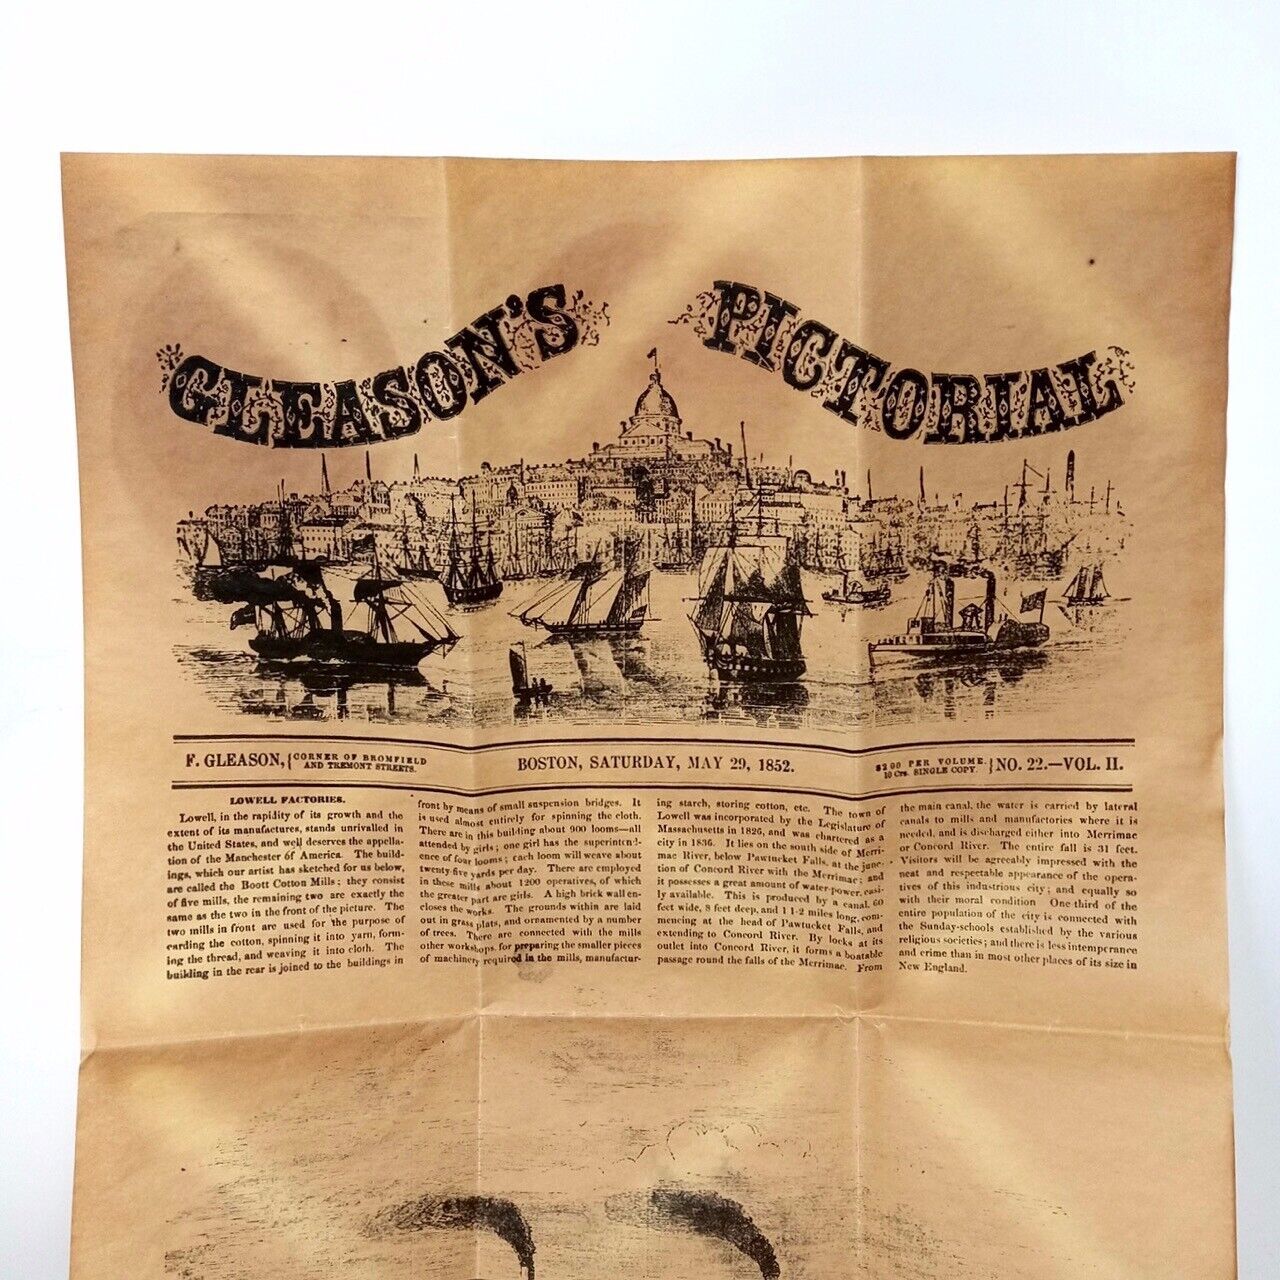 GLEASON'S PICTORIAL
F. GLEASON, { CORNER OF BROMFIELD
AND TREMONT STREETS.
BOSTON, SATURDAY, MAY 29, 1852.
$2 00 PER VOLUME.
10 Cts. SINGLE COPY. } NO. 22.—VOL. II.
LOWELL FACTORIES.
Lowell, in the rapidity of its growth and the
extent of its manufactures, stands unrivalled in
the United States, and well deserves the appella-
tion of the Manchester of America. The build-
ings, which our artist has sketched for us below,
are called the Boott Cotton Mills; they consist
of five mills, the remaining two are exactly the
same as the two in the front of the picture. The
two mills in front are used for the purpose of
carding the cotton, spinning it into yarn, form-
ing the thread, and weaving it into cloth. The
building in the rear is joined to the buildings in
front by means of small suspension bridges. It
is used almost entirely for spinning the cloth.
There are in this building about 900 looms—all
attended by girls; one girl has the superintend-
ence of four looms; each loom will weave about
twenty-five yards per day. There are employed
in these mills about 1200 operatives, of which
the greater part are girls. A high brick wall en-
closes the works. The grounds within are laid
out in grass plats, and ornamented by a number
of trees. There are connected with the mills
other workshops, for preparing the smaller pieces
of machinery required in the mills, manufactur-
ing starch, storing cotton, etc. The town of
Lowell was incorporated by the Legislature of
Massachusetts in 1826, and was chartered as a
city in 1836. It lies on the south side of Merri-
mac River, below Pawtucket Falls, at the junc-
tion of Concord River with the Merrimac; and
it possesses a great amount of water-power, easi-
ly available. This is produced by a canal, 60
feet wide, 8 feet deep, and 1 1-2 miles long, com-
mencing at the head of Pawtucket Falls, and
extending to Concord River. By locks at its
outlet into Concord River, it forms a boatable
passage round the falls of the Merrimac. From
the main canal, the water is carried by lateral
canals to mills and manufactories where it is
needed, and is discharged either into Merrimac
or Concord River. The entire fall is 31 feet.
Visitors will be agreeably impressed with the
neat and respectable appearance of the opera-
tives of this industrious city; and equally so
with their moral condition One third of the
entire population of the city is connected with
the Sunday-schools established by the various
religious societies; and there is less intemperance
and crime than in most other places of its size in
New England.